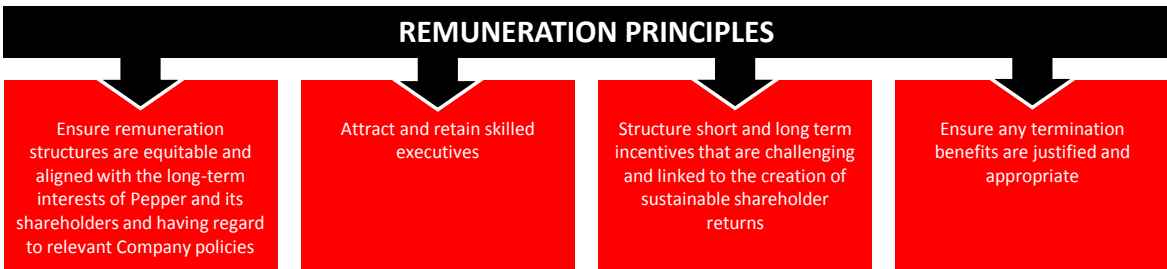 REMUNERATION PRINCIPLES
Ensure remuneration
structures are equitable and
aligned with the long-term
interests of Pepper and its
shareholders and having regard
to relevant Company policies
Attract and retain skilled
executives
Structure short and long term
incentives that are challenging
and linked to the creation of
sustainable shareholder
returns
Ensure any termination
benefits are justified and
appropriate